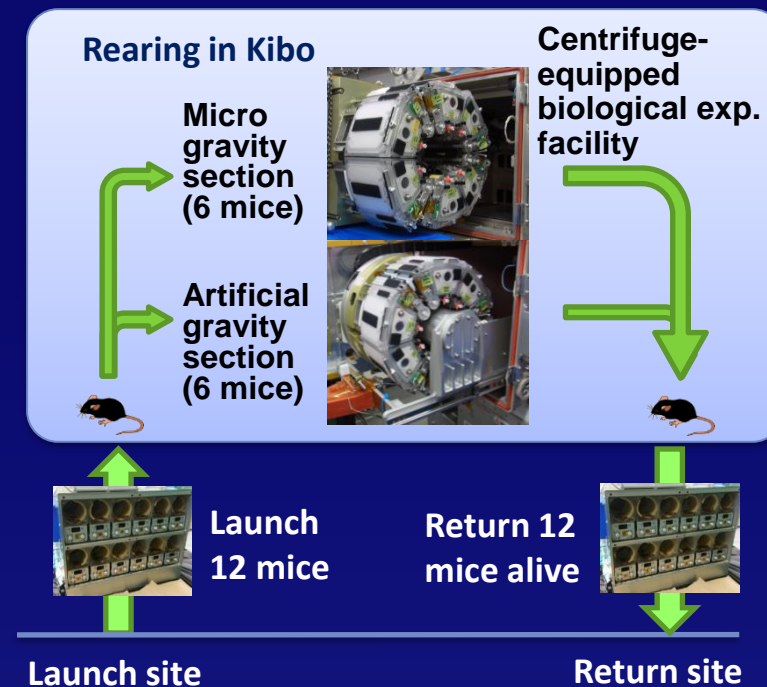 Rearing in Kibo
Micro
gravity
section
(6 mice)
Artificial
gravity
section
(6 mice)
Centrifuge-
equipped
biological exp.
facility
Launch
12 mice
Return 12
mice alive
Launch site
Return site